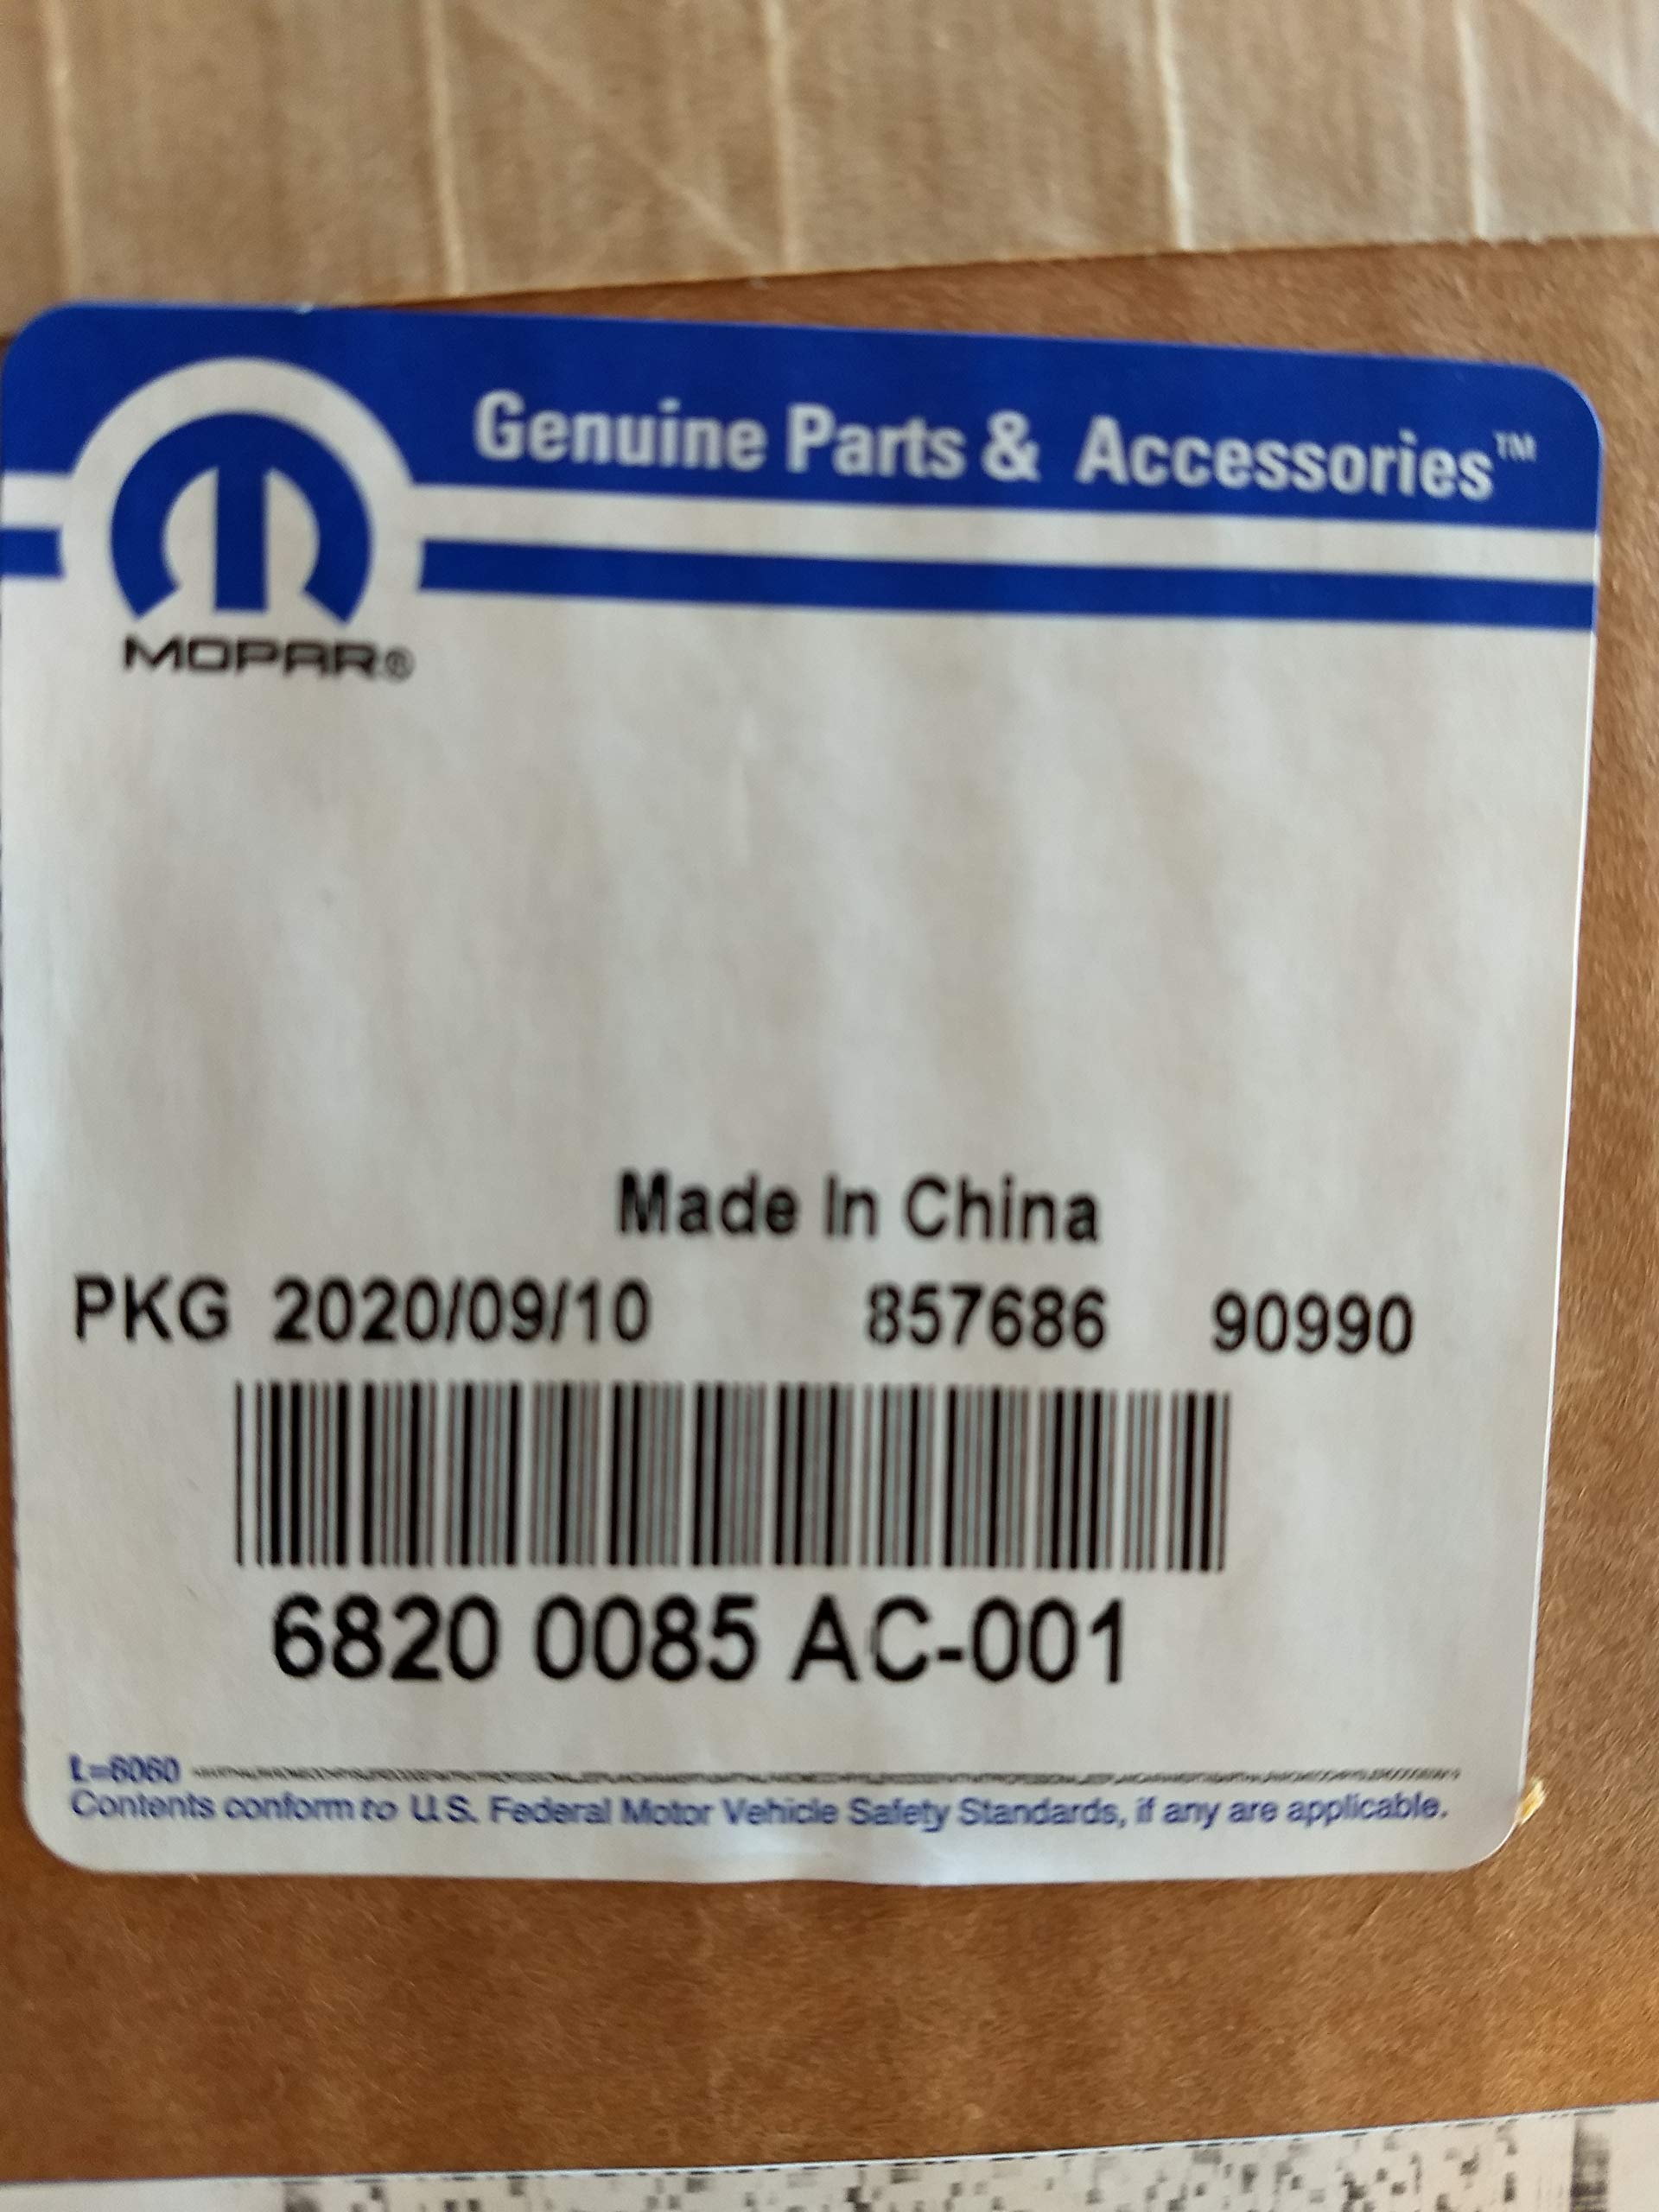 Genuine Parts & Accessories™
MOPAR®
Made In China
PKG 2020/09/10 857686 90990
6820 0085 AC-001
L=6060
Contents conform to U.S. Federal Motor Vehicle Safety Standards, if any are applicable.